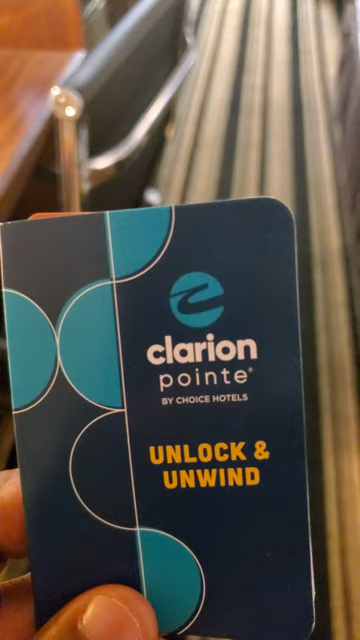 clarion
pointe®
BY CHOICE HOTELS
UNLOCK &
UNWIND